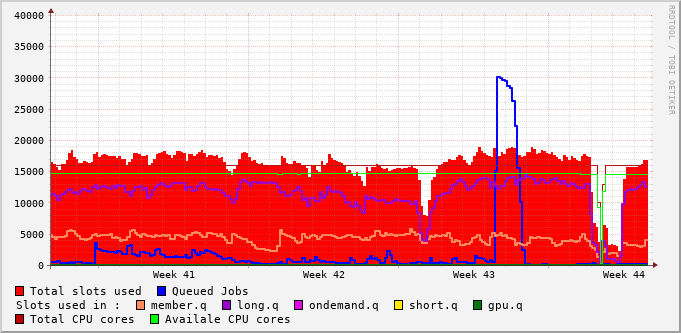 RRDTOOL / TOBI OETIKER
40000
35000
30000
25000
20000
15000
10000
5000
0
Week 41 Week 42 Week 43 Week 44
Total slots used Queued Jobs
Slots used in : member.q long.q ondemand.q short.q gpu.q
Total CPU cores Availale CPU cores